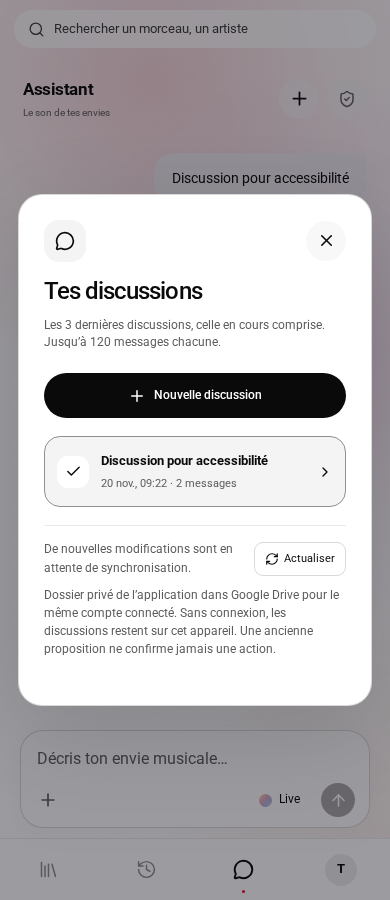 Rechercher un morceau, un artiste
Assistant
Le son de tes envies
Discussion pour accessibilité
Tes discussions
Les 3 dernières discussions, celle en cours comprise.
Jusqu’à 120 messages chacune.
Nouvelle discussion
Discussion pour accessibilité
20 nov., 09:22 · 2 messages
De nouvelles modifications sont en
attente de synchronisation.
Actualiser
Dossier privé de l’application dans Google Drive pour le
même compte connecté. Sans connexion, les
discussions restent sur cet appareil. Une ancienne
proposition ne confirme jamais une action.
Décris ton envie musicale…
Live
T